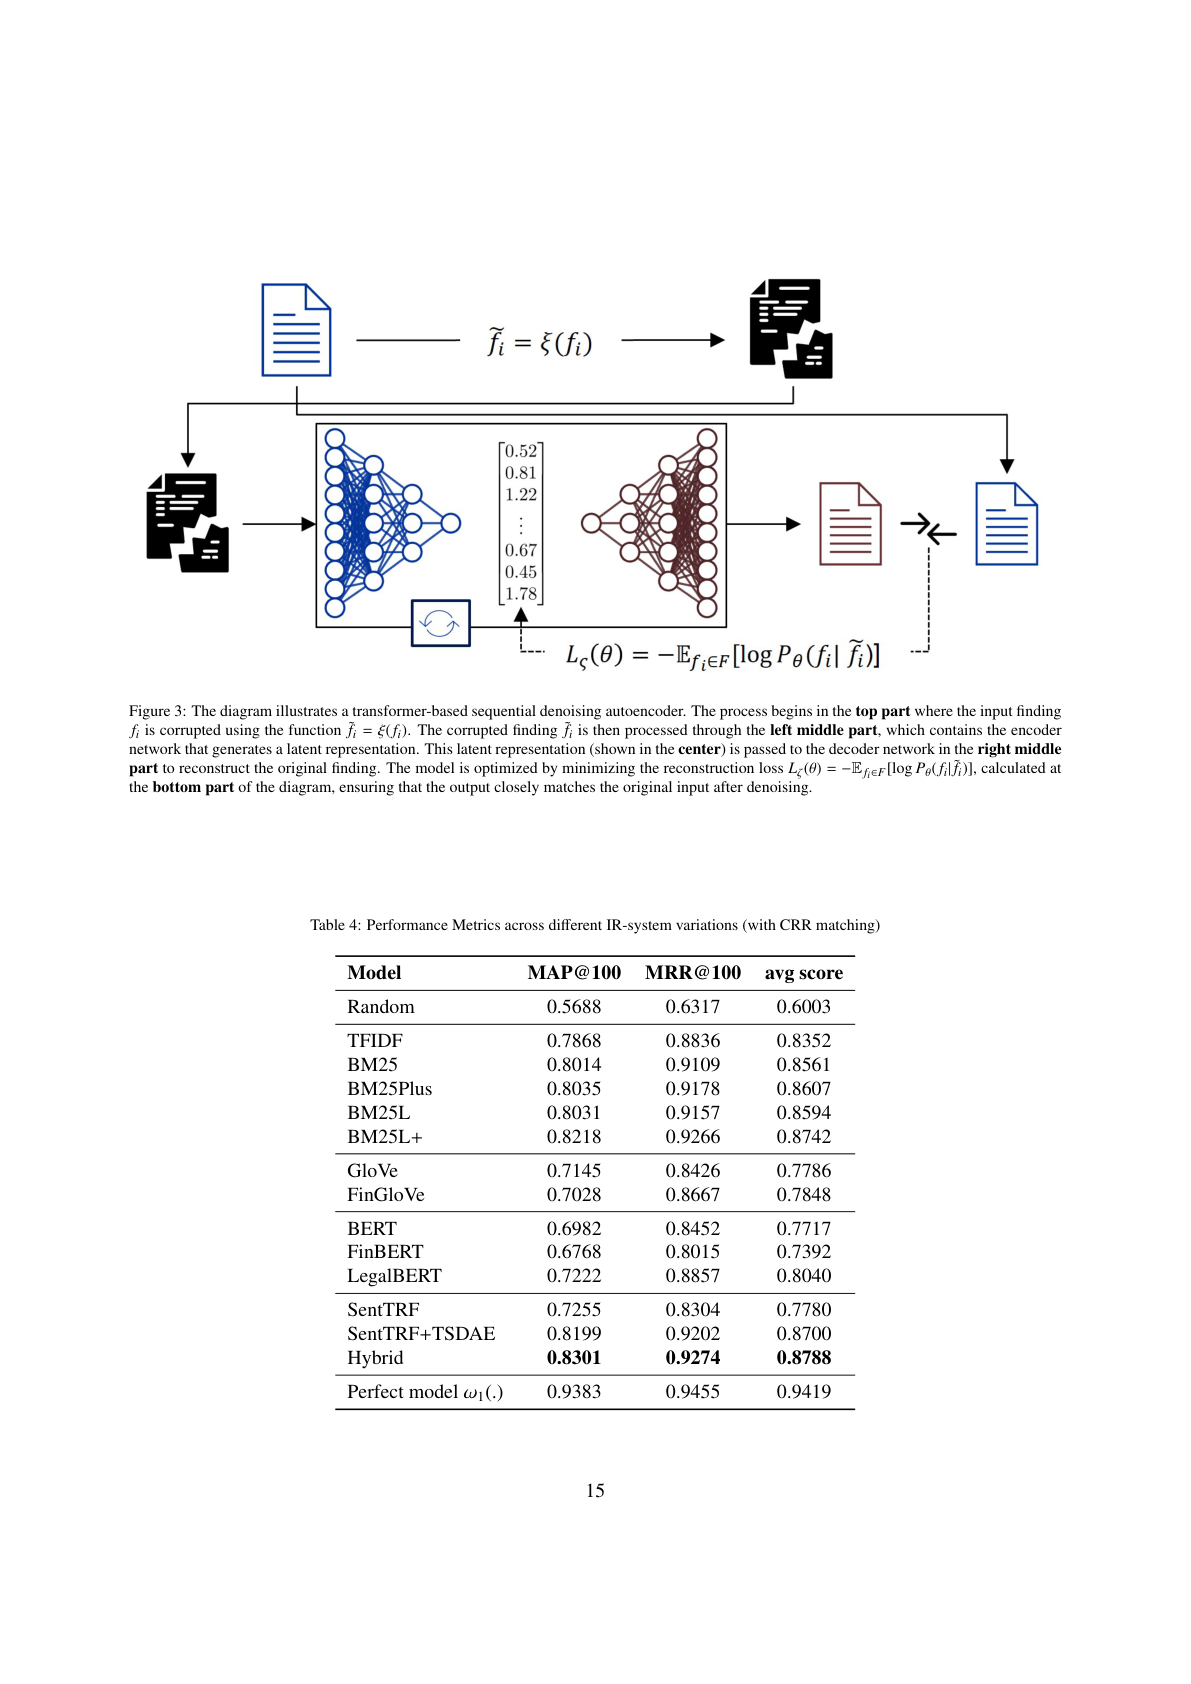 f̃ᵢ = ξ(fᵢ)
0.52
0.81
1.22
⋮
0.67
0.45
1.78
L_ς(θ) = −𝔼_{fᵢ∈F}[log P_θ(fᵢ| f̃ᵢ)]
Figure 3: The diagram illustrates a transformer-based sequential denoising autoencoder. The process begins in the top part where the input finding
fᵢ is corrupted using the function f̃ᵢ = ξ(fᵢ). The corrupted finding f̃ᵢ is then processed through the left middle part, which contains the encoder
network that generates a latent representation. This latent representation (shown in the center) is passed to the decoder network in the right middle
part to reconstruct the original finding. The model is optimized by minimizing the reconstruction loss L_ζ(θ) = −𝔼_{fᵢ∈F}[log P_θ(fᵢ|f̃ᵢ)], calculated at
the bottom part of the diagram, ensuring that the output closely matches the original input after denoising.
Table 4: Performance Metrics across different IR-system variations (with CRR matching)
Model MAP@100 MRR@100 avg score
Random 0.5688 0.6317 0.6003
TFIDF 0.7868 0.8836 0.8352
BM25 0.8014 0.9109 0.8561
BM25Plus 0.8035 0.9178 0.8607
BM25L 0.8031 0.9157 0.8594
BM25L+ 0.8218 0.9266 0.8742
GloVe 0.7145 0.8426 0.7786
FinGloVe 0.7028 0.8667 0.7848
BERT 0.6982 0.8452 0.7717
FinBERT 0.6768 0.8015 0.7392
LegalBERT 0.7222 0.8857 0.8040
SentTRF 0.7255 0.8304 0.7780
SentTRF+TSDAE 0.8199 0.9202 0.8700
Hybrid 0.8301 0.9274 0.8788
Perfect model ω₁(.) 0.9383 0.9455 0.9419
15